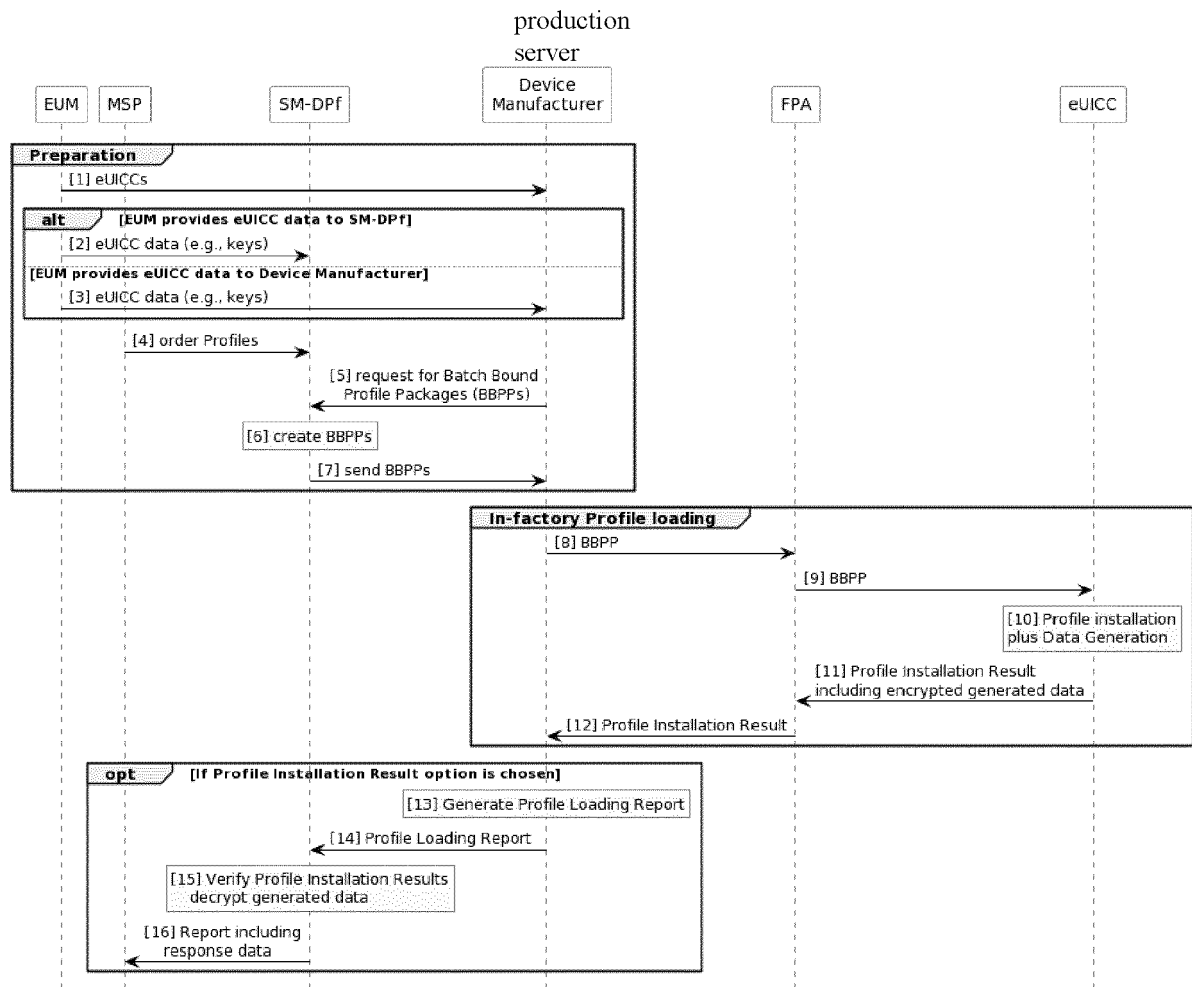 production
server
EUM
MSP
SM-DPf
Device
Manufacturer
FPA
eUICC
Preparation
[1] eUICCs
alt
[EUM provides eUICC data to SM-DPf]
[2] eUICC data (e.g., keys)
[EUM provides eUICC data to Device Manufacturer]
[3] eUICC data (e.g., keys)
[4] order Profiles
[5] request for Batch Bound
Profile Packages (BBPPs)
[6] create BBPPs
[7] send BBPPs
In-factory Profile loading
[8] BBPP
[9] BBPP
[10] Profile installation
plus Data Generation
[11] Profile Installation Result
including encrypted generated data
[12] Profile Installation Result
opt
[If Profile Installation Result option is chosen]
[13] Generate Profile Loading Report
[14] Profile Loading Report
[15] Verify Profile Installation Results
decrypt generated data
[16] Report including
response data